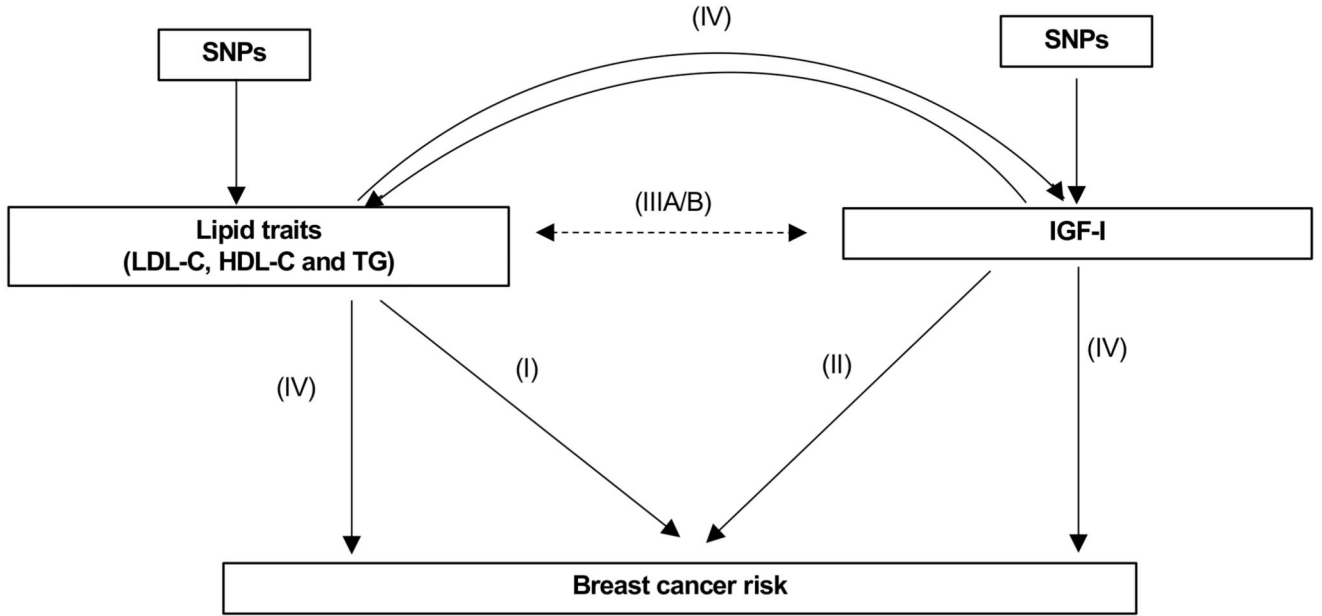 (IV)
SNPs
SNPs
(IIIA/B)
Lipid traits
(LDL-C, HDL-C and TG)
IGF-I
(IV)
(I)
(II)
(IV)
Breast cancer risk